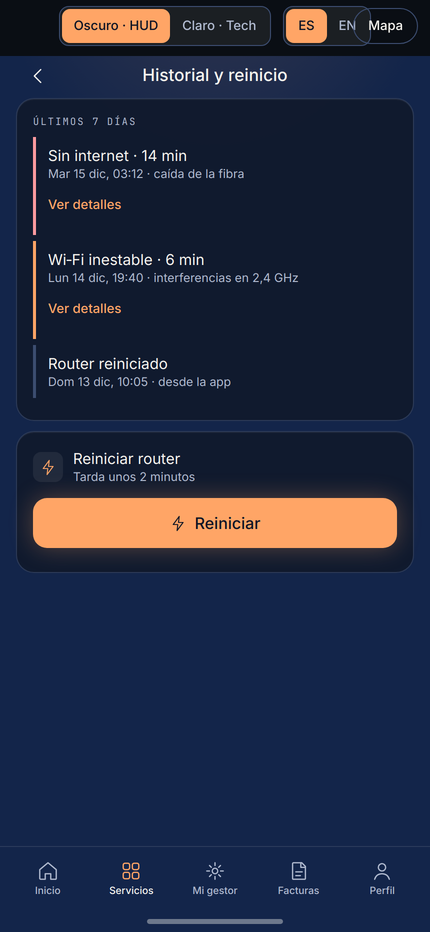 Oscuro · HUD
Claro · Tech
ES
EN
Mapa
Historial y reinicio
ÚLTIMOS 7 DÍAS
Sin internet · 14 min
Mar 15 dic, 03:12 · caída de la fibra
Ver detalles
Wi-Fi inestable · 6 min
Lun 14 dic, 19:40 · interferencias en 2,4 GHz
Ver detalles
Router reiniciado
Dom 13 dic, 10:05 · desde la app
Reiniciar router
Tarda unos 2 minutos
Reiniciar
Inicio
Servicios
Mi gestor
Facturas
Perfil